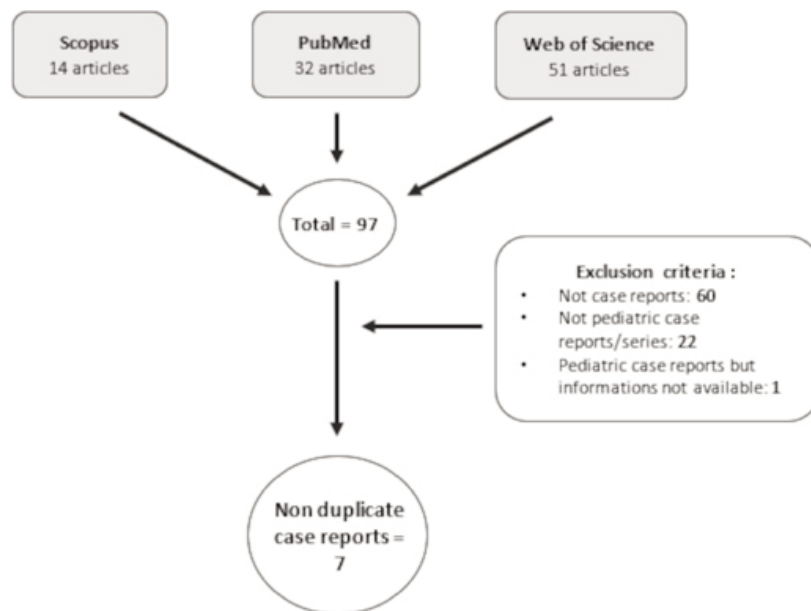 Scopus
14 articles
PubMed
32 articles
Web of Science
51 articles
Total = 97
Exclusion criteria :
• Not case reports: 60
• Not pediatric case
reports/series: 22
• Pediatric case reports but
informations not available: 1
Non duplicate
case reports =
7